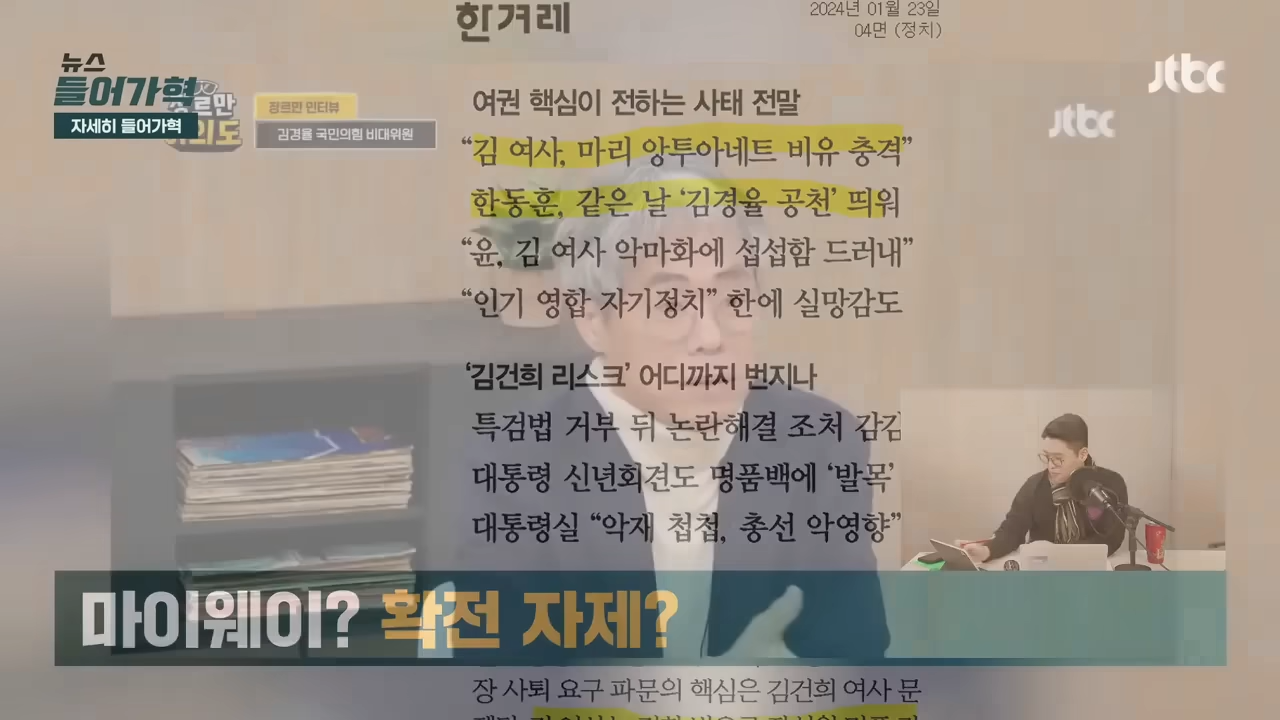 한겨레
2024년 01월 23일
04면 (정치)
뉴스
들어가혁
자세히 들어가혁
장르만
여의도
장르만 인터뷰
김경율 국민의힘 비대위원
jtbc
jtbc
여권 핵심이 전하는 사태 전말
“김 여사, 마리 앙투아네트 비유 충격”
한동훈, 같은 날 ‘김경율 공천’ 띄워
“윤, 김 여사 악마화에 섭섭함 드러내”
“인기 영합 자기정치” 한에 실망감도
‘김건희 리스크’ 어디까지 번지나
특검법 거부 뒤 논란해결 조처 감감
대통령 신년회견도 명품백에 ‘발목’
대통령실 “악재 첩첩, 총선 악영향”
마이웨이? 확전 자제?
장 사퇴 요구 파문의 핵심은 김건희 여사 문